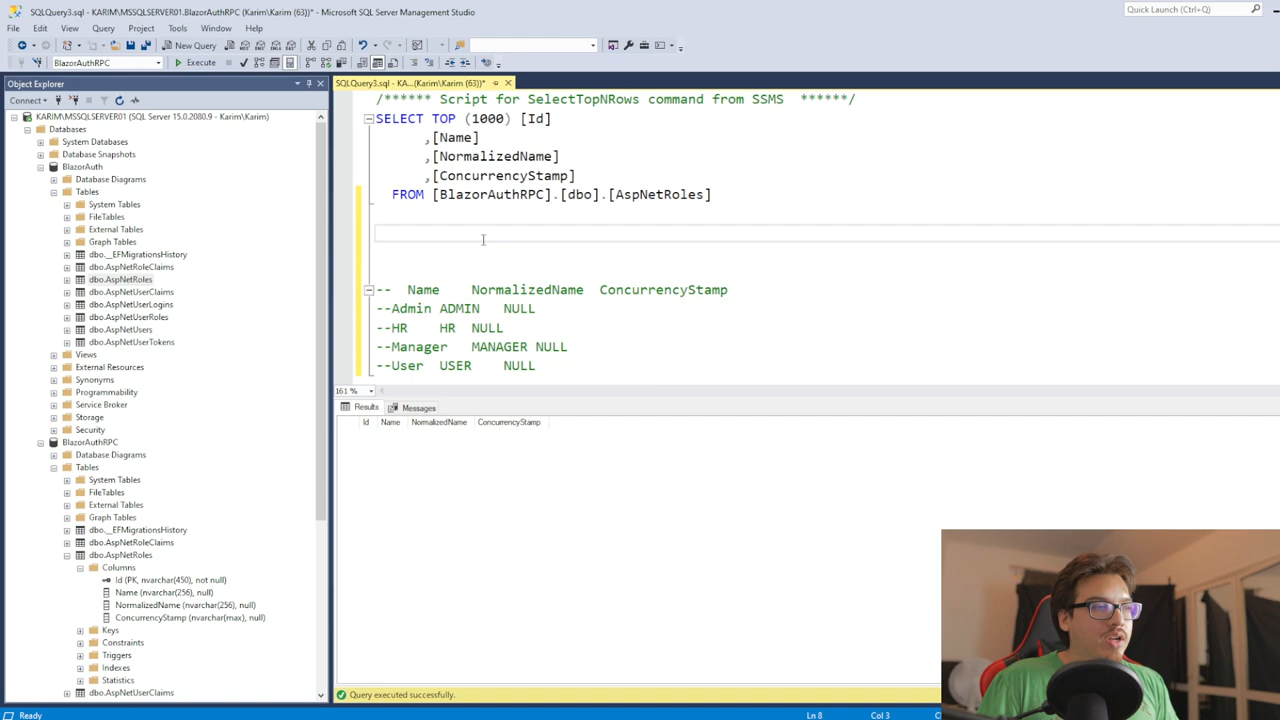 SQLQuery3.sql - KARIM\MSSQLSERVER01.BlazorAuthRPC (Karim\Karim (63))* - Microsoft SQL Server Management Studio
Quick Launch (Ctrl+Q)
File Edit View Query Project Tools Window Help
New Query
BlazorAuthRPC
Execute
Object Explorer
Connect
KARIM\MSSQLSERVER01 (SQL Server 15.0.2080.9 - Karim\Karim)
Databases
System Databases
Database Snapshots
BlazorAuth
Database Diagrams
Tables
System Tables
FileTables
External Tables
Graph Tables
dbo.__EFMigrationsHistory
dbo.AspNetRoleClaims
dbo.AspNetRoles
dbo.AspNetUserClaims
dbo.AspNetUserLogins
dbo.AspNetUserRoles
dbo.AspNetUsers
dbo.AspNetUserTokens
Views
External Resources
Synonyms
Programmability
Service Broker
Storage
Security
BlazorAuthRPC
Database Diagrams
Tables
System Tables
FileTables
External Tables
Graph Tables
dbo.__EFMigrationsHistory
dbo.AspNetRoleClaims
dbo.AspNetRoles
Columns
Id (PK, nvarchar(450), not null)
Name (nvarchar(256), null)
NormalizedName (nvarchar(256), null)
ConcurrencyStamp (nvarchar(max), null)
Keys
Constraints
Triggers
Indexes
Statistics
dbo.AspNetUserClaims
SQLQuery3.sql - KA...(Karim\Karim (63))*
/****** Script for SelectTopNRows command from SSMS ******/
SELECT TOP (1000) [Id]
,[Name]
,[NormalizedName]
,[ConcurrencyStamp]
FROM [BlazorAuthRPC].[dbo].[AspNetRoles]
-- Name NormalizedName ConcurrencyStamp
--Admin ADMIN NULL
--HR HR NULL
--Manager MANAGER NULL
--User USER NULL
161 %
Results Messages
Id Name NormalizedName ConcurrencyStamp
Query executed successfully.
Ready Ln 8 Col 3